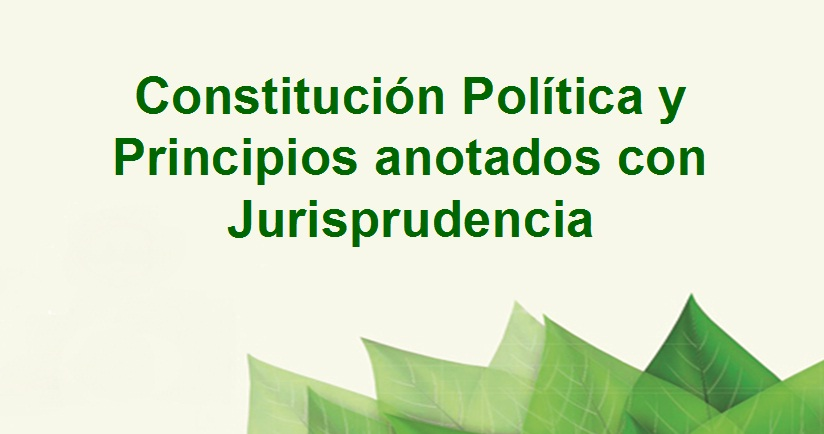 Constitución Política y
Principios anotados con
Jurisprudencia